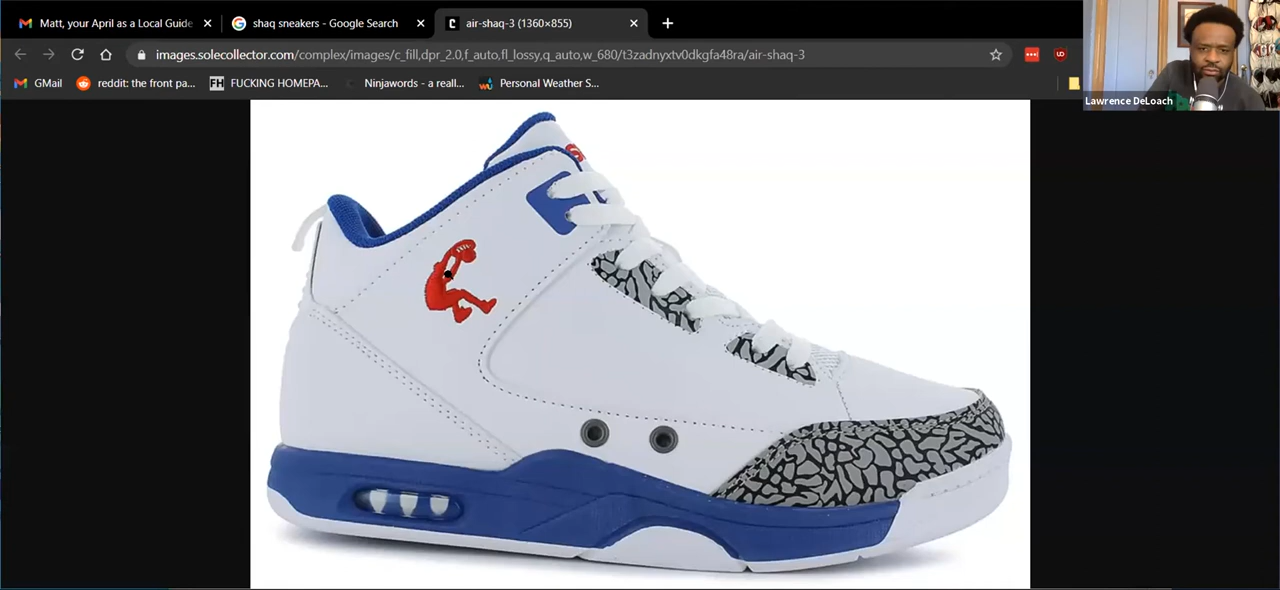 Matt, your April as a Local Guide
shaq sneakers - Google Search
air-shaq-3 (1360×855)
images.solecollector.com/complex/images/c_fill,dpr_2.0,f_auto,fl_lossy,q_auto,w_680/t3zadnyxtv0dkgfa48ra/air-shaq-3
UD
GMail
reddit: the front pa...
FH
FUCKING HOMEPA...
Ninjawords - a reall...
Personal Weather S...
Lawrence DeLoach